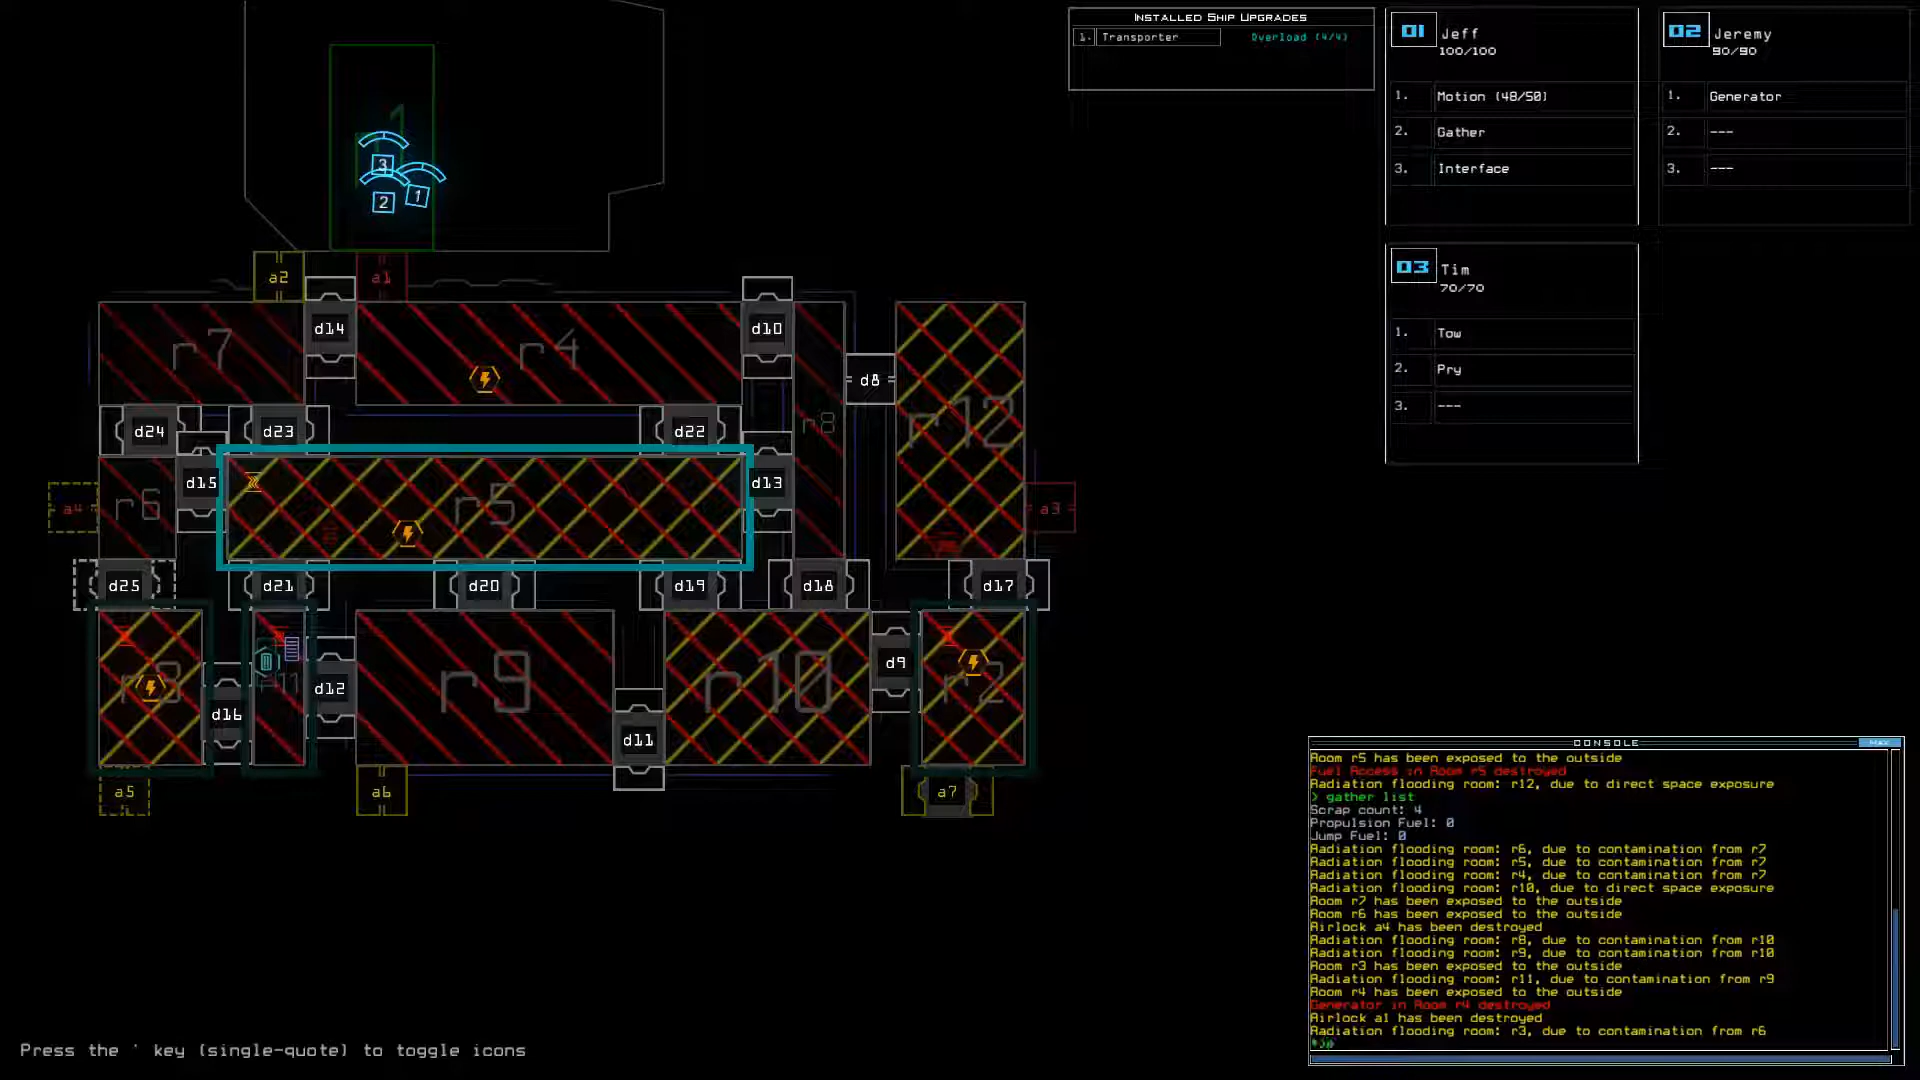 INSTALLED SHIP UPGRADES
1. Transporter Overload (4/4)
01 Jeff
100/100
1. Motion (48/50)
2. Gather
3. Interface
02 Jeremy
90/90
1. Generator
2. ---
3. ---
03 Tim
70/70
1. Tow
2. Pry
3. ---
1
3
2
1
a2
a1
d14
d10
r7
r4
d8
r12
r8
d24
d23
d22
d15
d13
r6
r5
a4
a3
d25
d21
d20
d19
d18
d17
r3
r11
d16
d12
r9
d11
r10
d9
r2
a5
a6
a7
CONSOLE
MAX
Room r5 has been exposed to the outside
Fuel Access in Room r5 destroyed
Radiation flooding room: r12, due to direct space exposure
> gather list
Scrap count: 4
Propulsion Fuel: 0
Jump Fuel: 0
Radiation flooding room: r6, due to contamination from r7
Radiation flooding room: r5, due to contamination from r7
Radiation flooding room: r4, due to contamination from r7
Radiation flooding room: r10, due to direct space exposure
Room r7 has been exposed to the outside
Room r6 has been exposed to the outside
Airlock a4 has been destroyed
Radiation flooding room: r8, due to contamination from r10
Radiation flooding room: r9, due to contamination from r10
Room r3 has been exposed to the outside
Radiation flooding room: r11, due to contamination from r9
Room r4 has been exposed to the outside
Generator in Room r4 destroyed
Airlock a1 has been destroyed
Radiation flooding room: r3, due to contamination from r6
Press the ` key (single-quote) to toggle icons